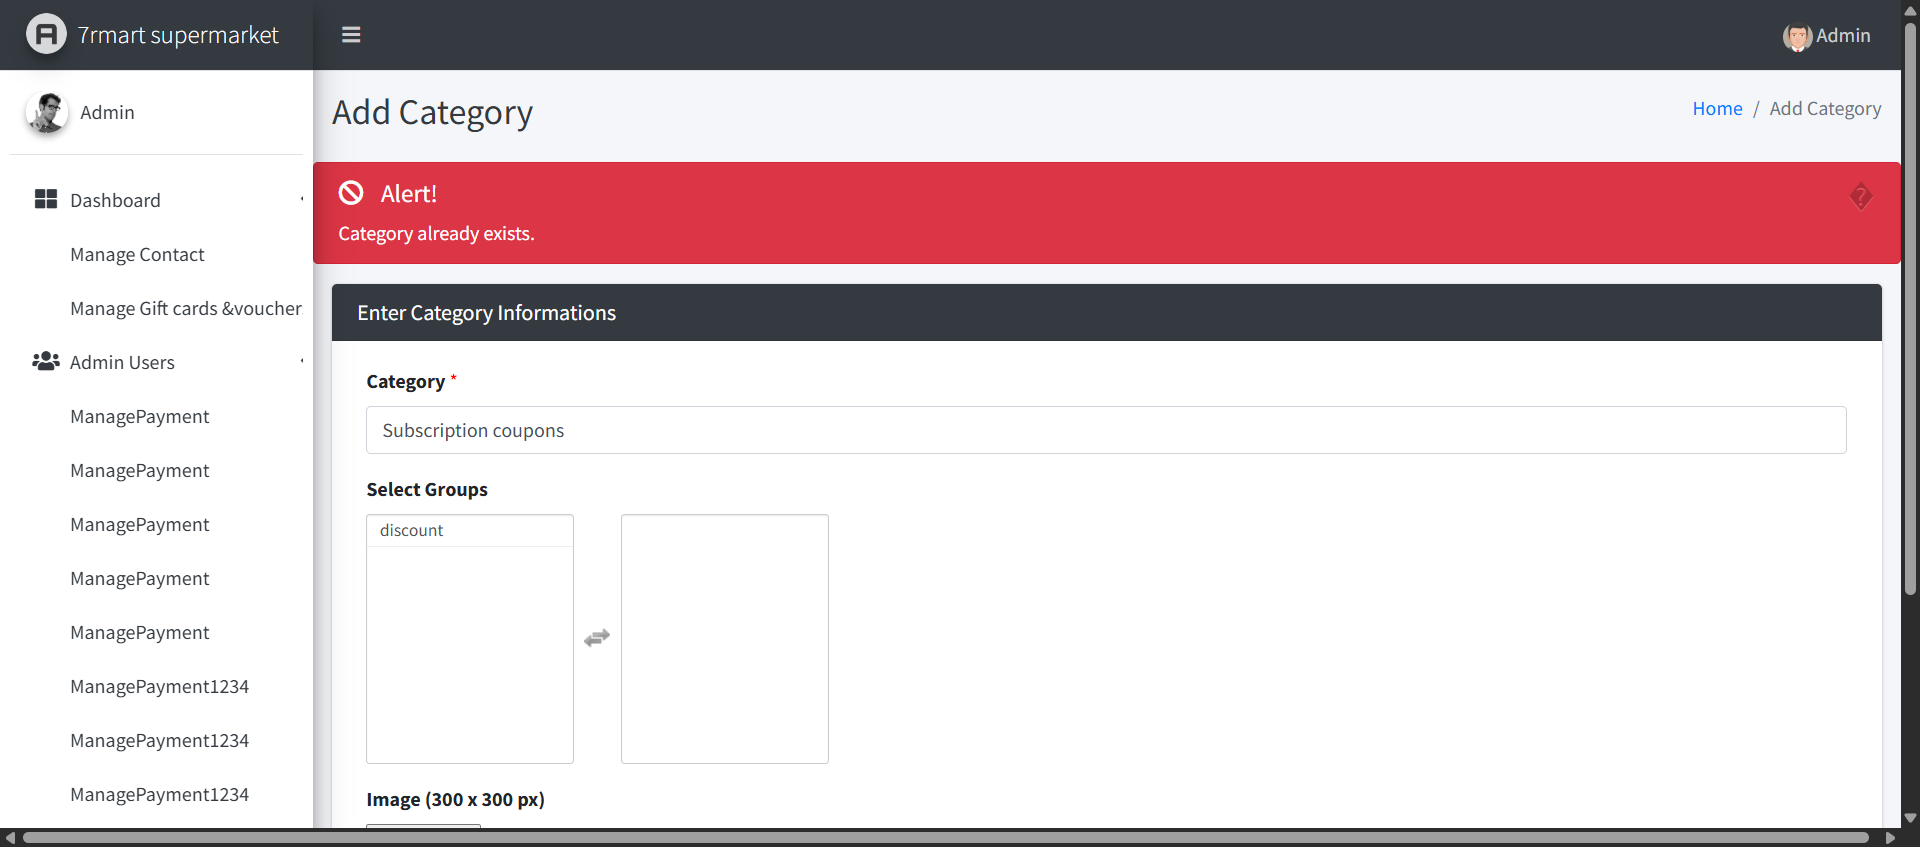 7rmart supermarket
Admin
Admin
Add Category
Home / Add Category
Alert!
Category already exists.
Dashboard
Manage Contact
Manage Gift cards &voucher
Admin Users
ManagePayment
ManagePayment
ManagePayment
ManagePayment
ManagePayment
ManagePayment1234
ManagePayment1234
ManagePayment1234
Enter Category Informations
Category *
Subscription coupons
Select Groups
discount
Image (300 x 300 px)